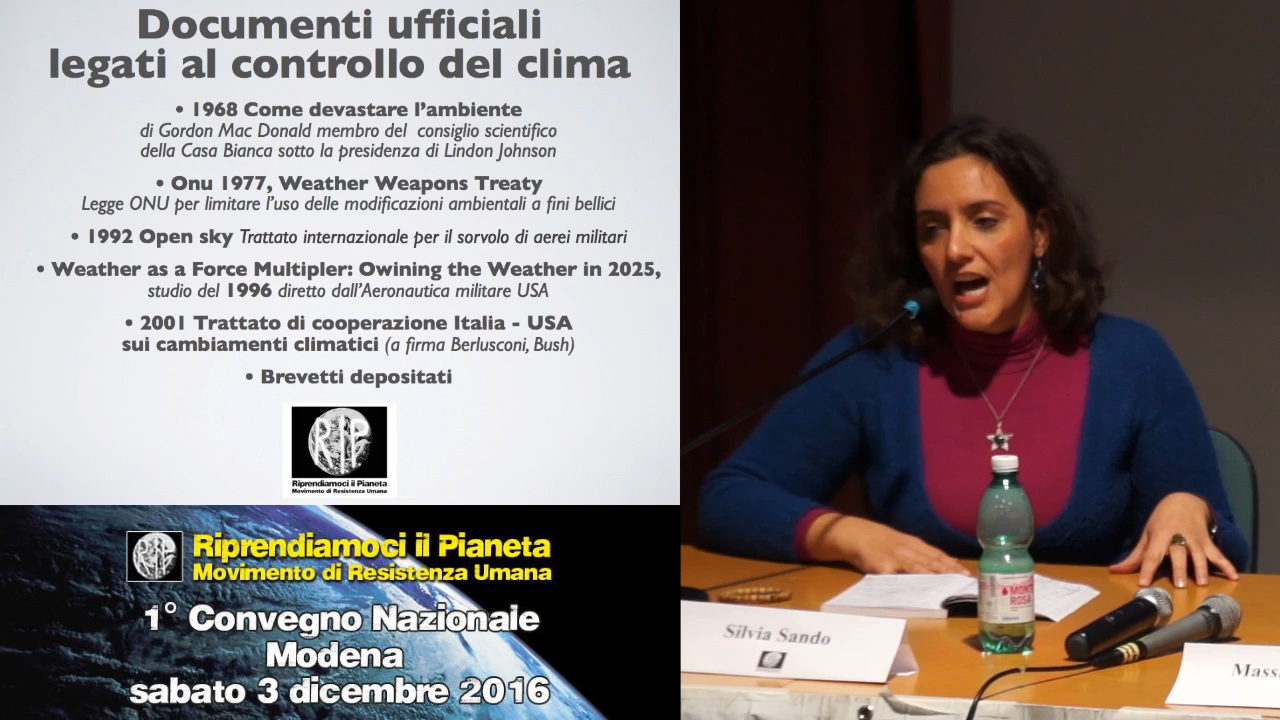 Documenti ufficiali
legati al controllo del clima
• 1968 Come devastare l'ambiente
di Gordon Mac Donald membro del consiglio scientifico
della Casa Bianca sotto la presidenza di Lindon Johnson
• Onu 1977, Weather Weapons Treaty
Legge ONU per limitare l'uso delle modificazioni ambientali a fini bellici
• 1992 Open sky Trattato internazionale per il sorvolo di aerei militari
• Weather as a Force Multipler: Owining the Weather in 2025,
studio del 1996 diretto dall'Aeronautica militare USA
• 2001 Trattato di cooperazione Italia - USA
sui cambiamenti climatici (a firma Berlusconi, Bush)
• Brevetti depositati
RIP
Riprendiamoci il Pianeta
Movimento di Resistenza Umana
RIP
Riprendiamoci il Pianeta
Movimento di Resistenza Umana
1° Convegno Nazionale
Modena
sabato 3 dicembre 2016
MONTE
ROSA
Silvia Sando
Mass